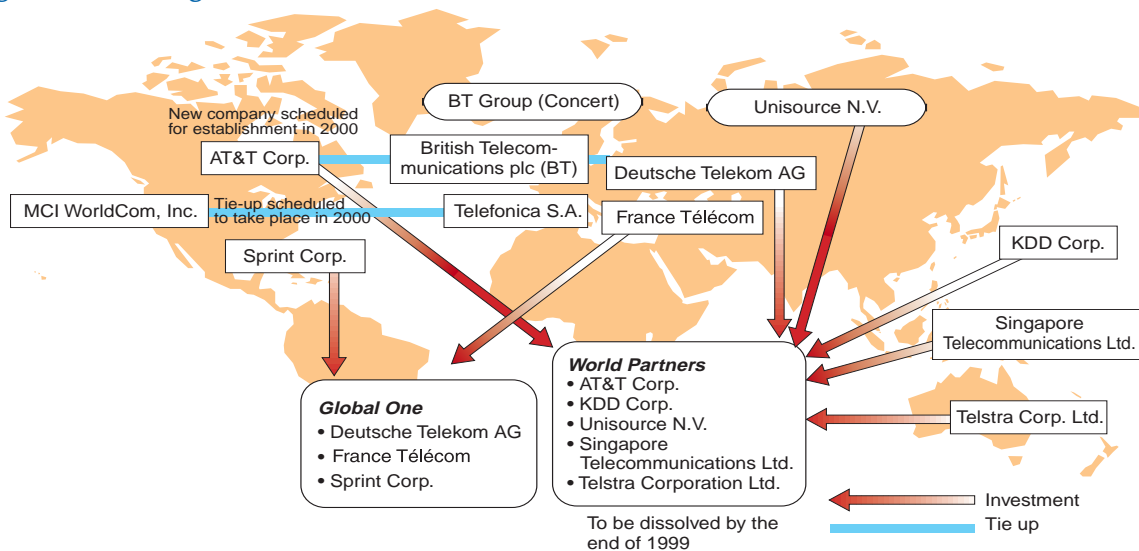 BT Group (Concert)
Unisource N.V.
New company scheduled
for establishment in 2000
AT&T Corp.
British Telecom-
munications plc (BT)
Deutsche Telekom AG
MCI WorldCom, Inc.
Tie-up scheduled
to take place in 2000
Telefonica S.A.
France Télécom
Sprint Corp.
KDD Corp.
Singapore
Telecommunications Ltd.
Telstra Corp. Ltd.
Global One
• Deutsche Telekom AG
• France Télécom
• Sprint Corp.
World Partners
• AT&T Corp.
• KDD Corp.
• Unisource N.V.
• Singapore
Telecommunications Ltd.
• Telstra Corporation Ltd.
To be dissolved by the
end of 1999
Investment
Tie up